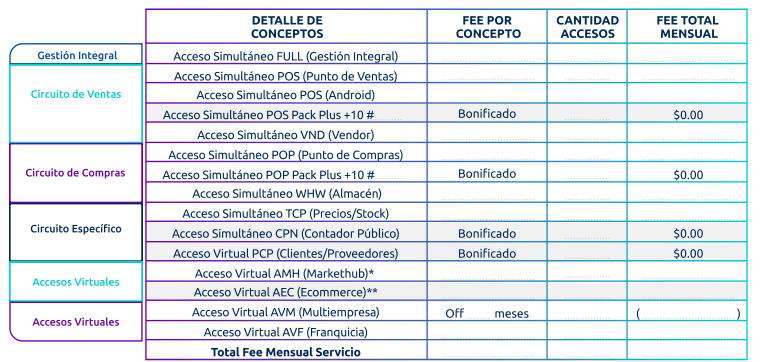 DETALLE DE
CONCEPTOS
FEE POR
CONCEPTO
CANTIDAD
ACCESOS
FEE TOTAL
MENSUAL
Gestión Integral
Acceso Simultáneo FULL (Gestión Integral)
Circuito de Ventas
Acceso Simultáneo POS (Punto de Ventas)
Acceso Simultáneo POS (Android)
Acceso Simultáneo POS Pack Plus +10 # Bonificado $0.00
Acceso Simultáneo VND (Vendor)
Circuito de Compras
Acceso Simultáneo POP (Punto de Compras)
Acceso Simultáneo POP Pack Plus +10 # Bonificado $0.00
Acceso Simultáneo WHW (Almacén)
Circuito Específico
Acceso Simultáneo TCP (Precios/Stock)
Acceso Simultáneo CPN (Contador Público) Bonificado $0.00
Acceso Virtual PCP (Clientes/Proveedores) Bonificado $0.00
Accesos Virtuales
Acceso Virtual AMH (Markethub)*
Acceso Virtual AEC (Ecommerce)**
Accesos Virtuales
Acceso Virtual AVM (Multiempresa) Off ........ meses (........................)
Acceso Virtual AVF (Franquicia)
Total Fee Mensual Servicio